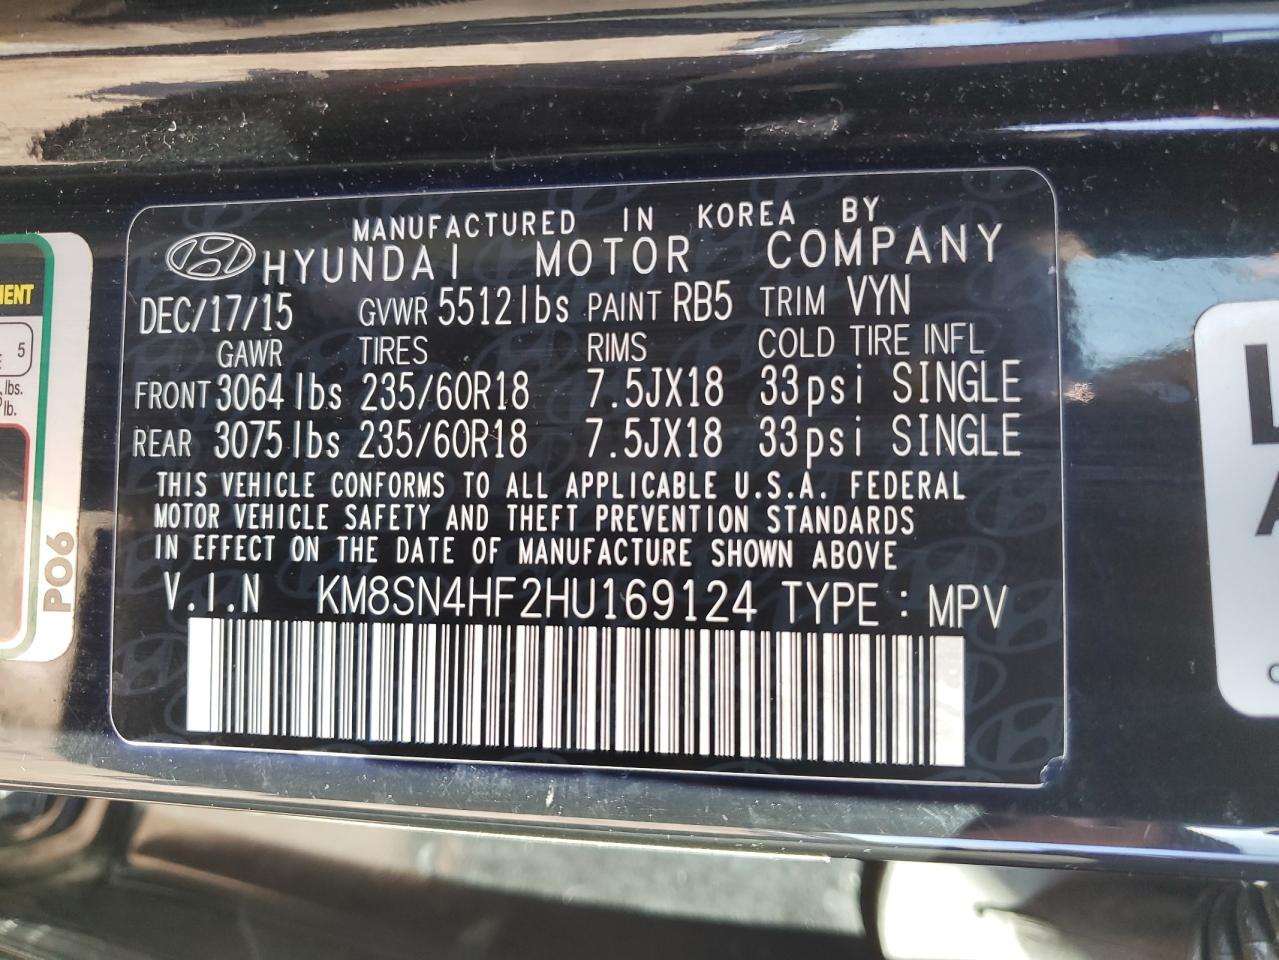 MANUFACTURED IN KOREA BY
HYUNDAI MOTOR COMPANY
DEC/17/15 GVWR 5512lbs PAINT RB5 TRIM VYN
GAWR TIRES RIMS COLD TIRE INFL
FRONT 3064lbs 235/60R18 7.5JX18 33psi SINGLE
REAR 3075lbs 235/60R18 7.5JX18 33psi SINGLE
THIS VEHICLE CONFORMS TO ALL APPLICABLE U.S.A. FEDERAL
MOTOR VEHICLE SAFETY AND THEFT PREVENTION STANDARDS
IN EFFECT ON THE DATE OF MANUFACTURE SHOWN ABOVE
V.I.N KM8SN4HF2HU169124 TYPE : MPV
5
lbs.
lb.
P06